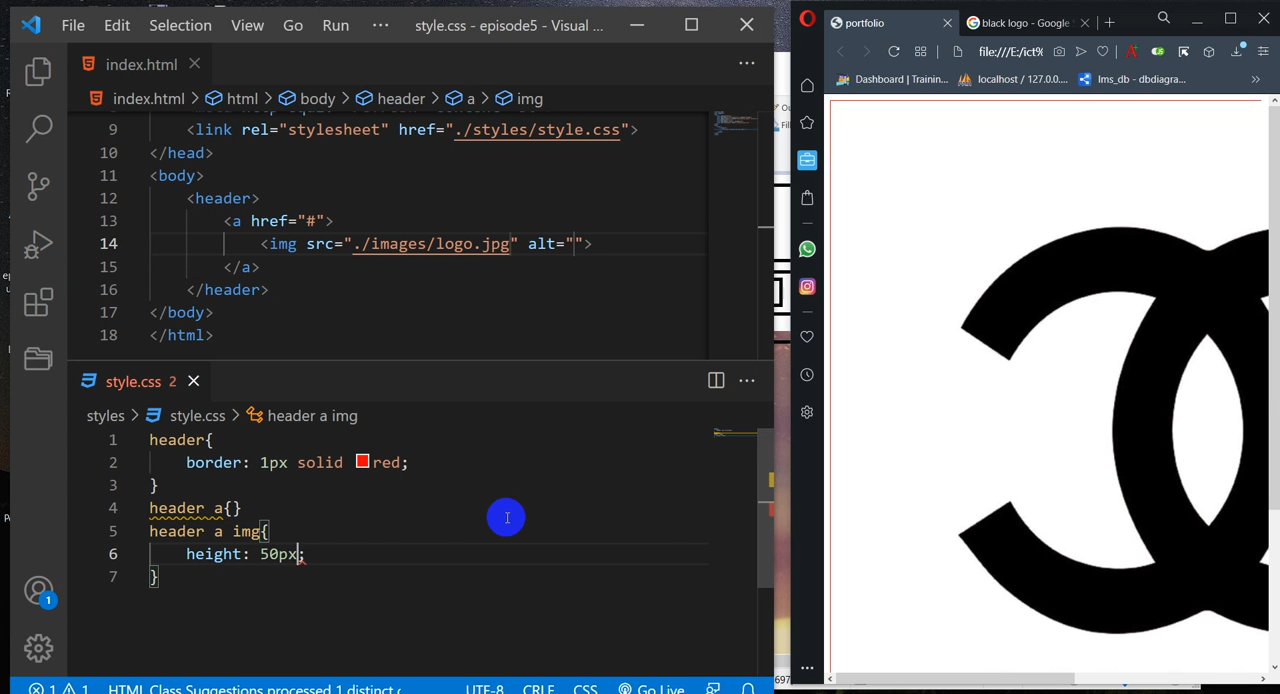 File Edit Selection View Go Run ··· style.css - episode5 - Visual ...
index.html
index.html > html > body > header > a > img
9 <link rel="stylesheet" href="./styles/style.css">
10 </head>
11 <body>
12 <header>
13 <a href="#">
14 <img src="./images/logo.jpg" alt="">
15 </a>
16 </header>
17 </body>
18 </html>
style.css 2
styles > style.css > header a img
1 header{
2 border: 1px solid red;
3 }
4 header a{}
5 header a img{
6 height: 50px;
7 }
1
1 1 HTML Class Suggestions processed 1 distinct UTF-8 CRLF CSS Go Live
portfolio
black logo - Google
file:///E:/ict%
Dashboard | Trainin...
localhost / 127.0.0....
lms_db - dbdiagra...